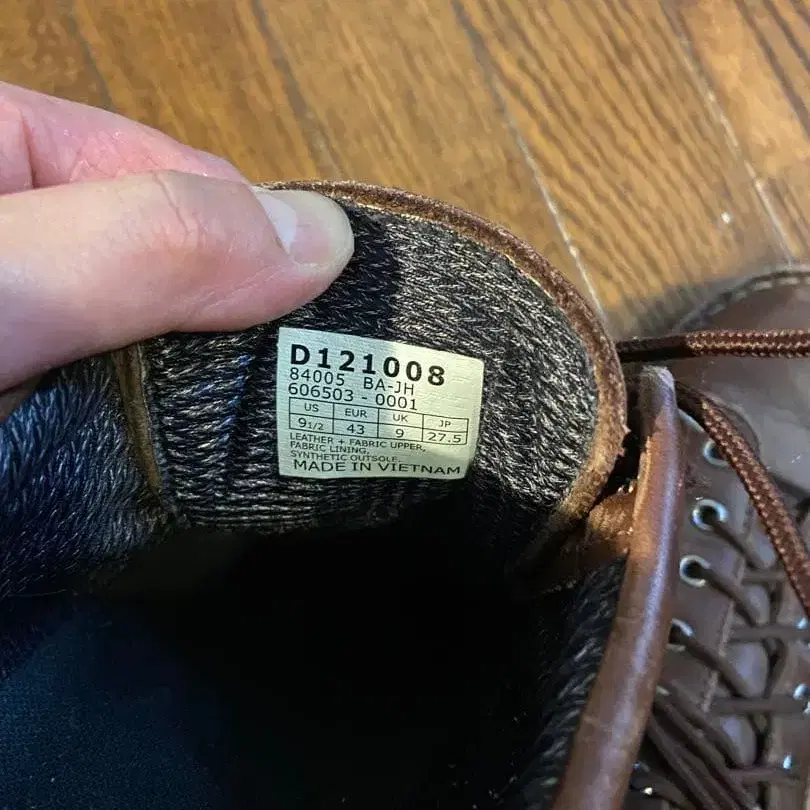 D121008
84005 BA-JH
606503 - 0001
US EUR UK JP
9 1/2 43 9 27.5
LEATHER + FABRIC UPPER,
FABRIC LINING,
SYNTHETIC OUTSOLE.
MADE IN VIETNAM